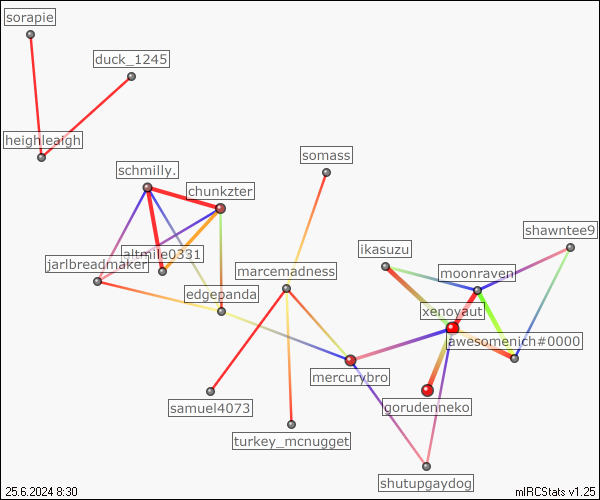 sorapie
duck_1245
heighleaigh
somass
schmilly.
chunkzter
shawntee9
ikasuzu
altmile0331
jarlbreadmaker
marcemadness
moonraven
edgepanda
xenoyaut
awesomenich#0000
mercurybro
samuel4073
gorudenneko
turkey_mcnugget
shutupgaydog
25.6.2024 8:30
mIRCStats v1.25